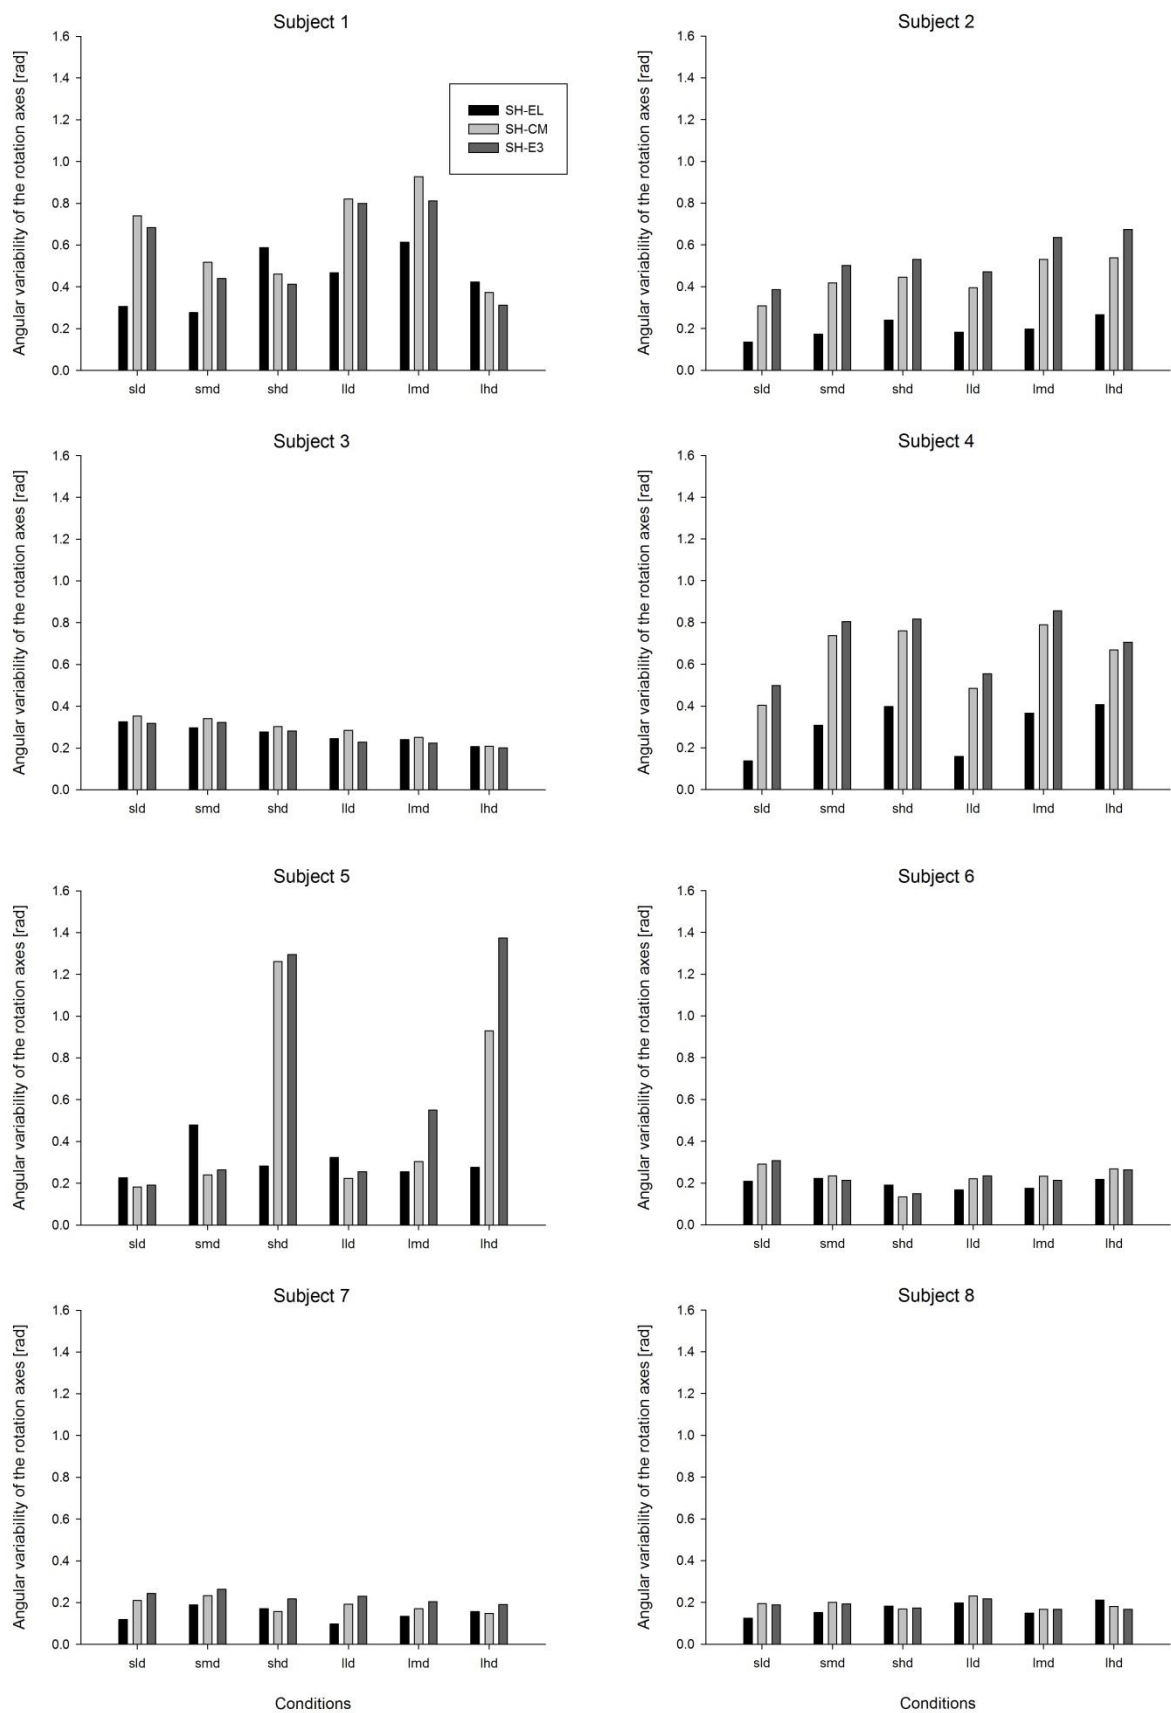 Subject 1
Angular variability of the rotation axes [rad]
1.6
1.4
1.2
1.0
0.8
0.6
0.4
0.2
0.0
sld smd shd lld lmd lhd
SH-EL
SH-CM
SH-E3
Subject 2
Angular variability of the rotation axes [rad]
1.6
1.4
1.2
1.0
0.8
0.6
0.4
0.2
0.0
sld smd shd lld lmd lhd
Subject 3
Angular variability of the rotation axes [rad]
1.6
1.4
1.2
1.0
0.8
0.6
0.4
0.2
0.0
sld smd shd lld lmd lhd
Subject 4
Angular variability of the rotation axes [rad]
1.6
1.4
1.2
1.0
0.8
0.6
0.4
0.2
0.0
sld smd shd lld lmd lhd
Subject 5
Angular variability of the rotation axes [rad]
1.6
1.4
1.2
1.0
0.8
0.6
0.4
0.2
0.0
sld smd shd lld lmd lhd
Subject 6
Angular variability of the rotation axes [rad]
1.6
1.4
1.2
1.0
0.8
0.6
0.4
0.2
0.0
sld smd shd lld lmd lhd
Subject 7
Angular variability of the rotation axes [rad]
1.6
1.4
1.2
1.0
0.8
0.6
0.4
0.2
0.0
sld smd shd lld lmd lhd
Conditions
Subject 8
Angular variability of the rotation axes [rad]
1.6
1.4
1.2
1.0
0.8
0.6
0.4
0.2
0.0
sld smd shd lld lmd lhd
Conditions